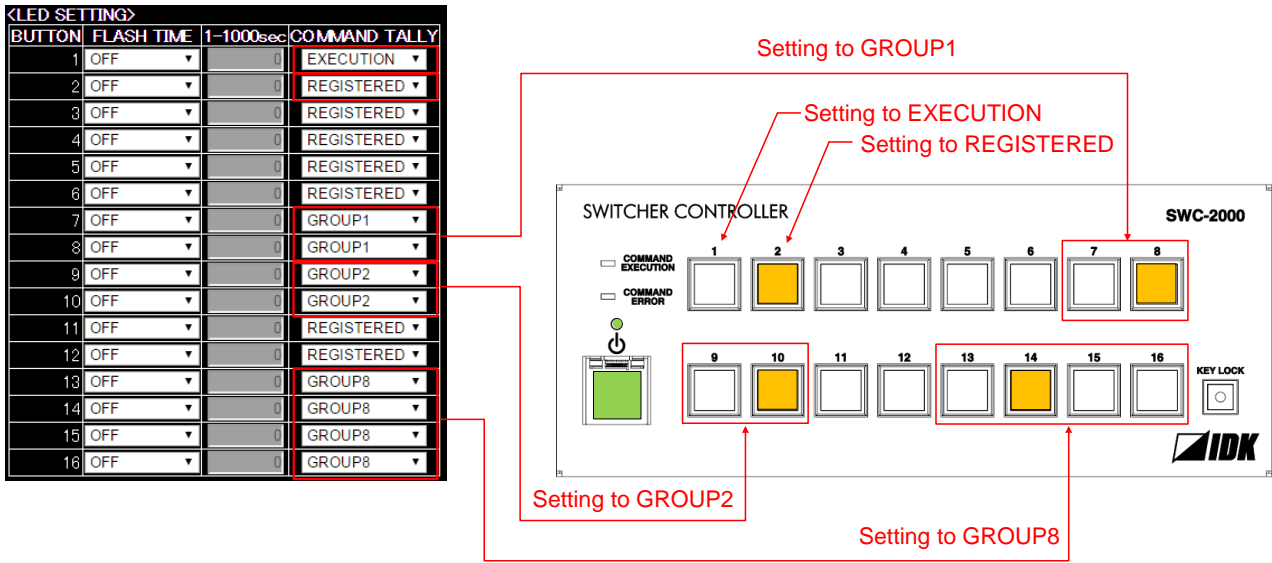 <LED SETTING>
BUTTON FLASH TIME 1-1000sec COMMAND TALLY
1 OFF 0 EXECUTION
2 OFF 0 REGISTERED
3 OFF 0 REGISTERED
4 OFF 0 REGISTERED
5 OFF 0 REGISTERED
6 OFF 0 REGISTERED
7 OFF 0 GROUP1
8 OFF 0 GROUP1
9 OFF 0 GROUP2
10 OFF 0 GROUP2
11 OFF 0 REGISTERED
12 OFF 0 REGISTERED
13 OFF 0 GROUP8
14 OFF 0 GROUP8
15 OFF 0 GROUP8
16 OFF 0 GROUP8
Setting to GROUP1
Setting to EXECUTION
Setting to REGISTERED
SWITCHER CONTROLLER
SWC-2000
COMMAND
EXECUTION
COMMAND
ERROR
1 2 3 4 5 6 7 8
9 10 11 12 13 14 15 16
KEY LOCK
IDK
Setting to GROUP2
Setting to GROUP8